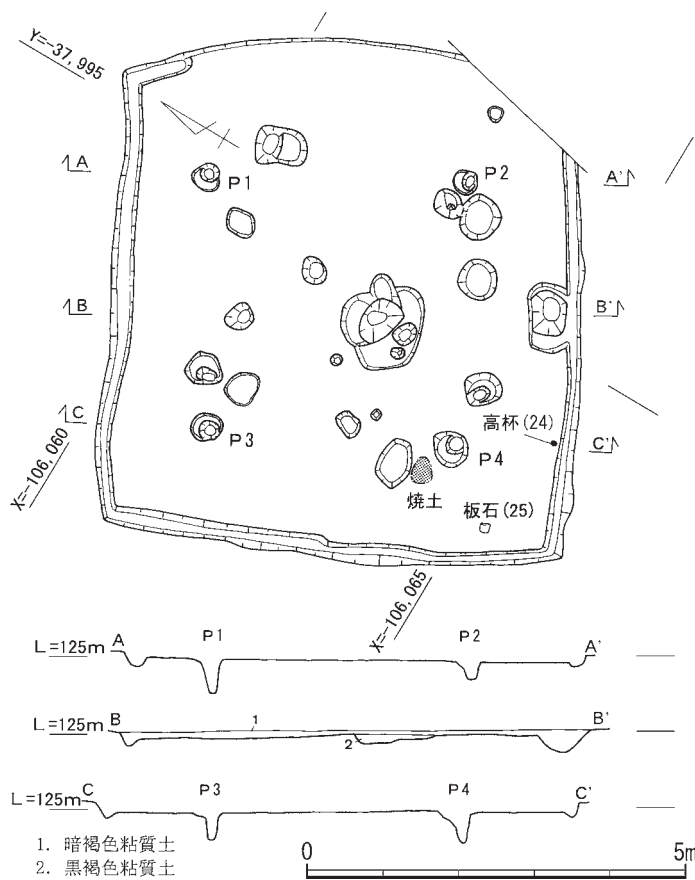 Y=-37,995
A
P1
P2
A'
B
B'
C
高杯(24)
C'
P3
P4
X=-106,060
焼土
板石(25)
X=-106,065
L=125m A P1 P2 A'
L=125m B 1 B'
2
L=125m C P3 P4 C'
1. 暗褐色粘質土
2. 黒褐色粘質土
0 5m